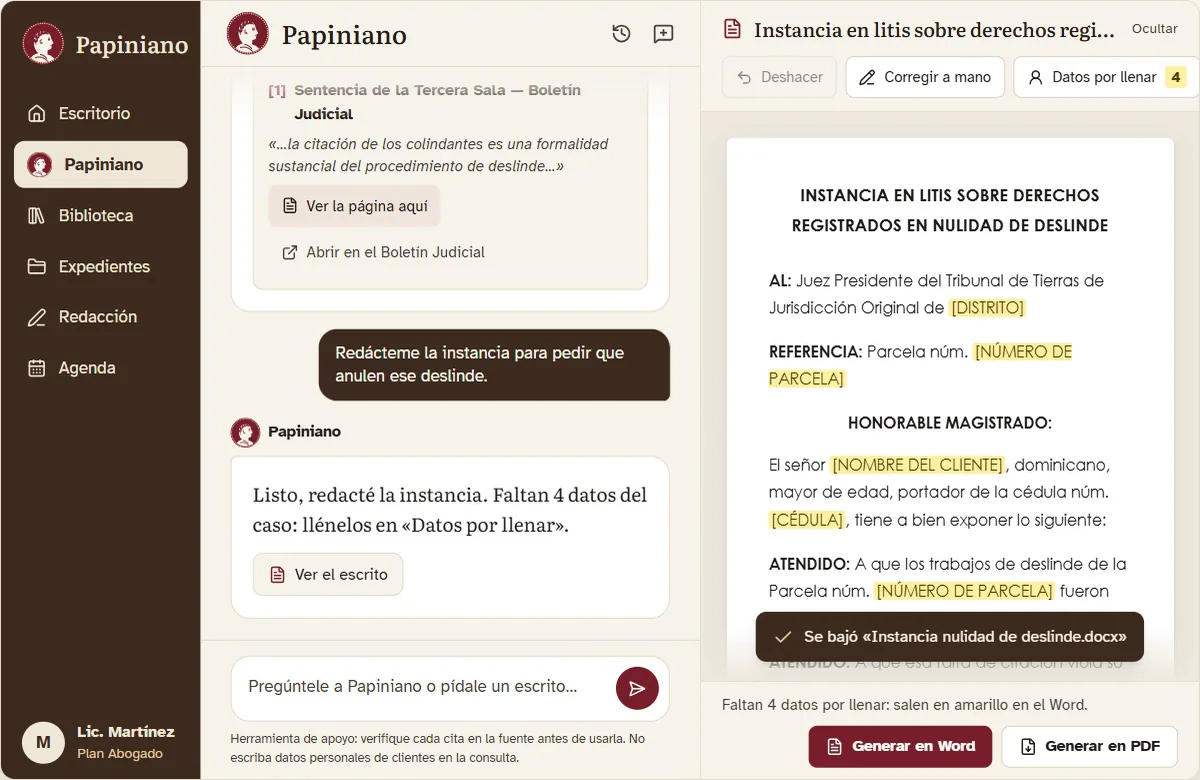 Papiniano
Escritorio
Papiniano
Biblioteca
Expedientes
Redacción
Agenda
M
Lic. Martínez
Plan Abogado
Papiniano
[1] Sentencia de la Tercera Sala — Boletín
Judicial
«...la citación de los colindantes es una formalidad
sustancial del procedimiento de deslinde...»
Ver la página aquí
Abrir en el Boletín Judicial
Redácteme la instancia para pedir que
anulen ese deslinde.
Papiniano
Listo, redacté la instancia. Faltan 4 datos del
caso: llénelos en «Datos por llenar».
Ver el escrito
Pregúntele a Papiniano o pídale un escrito...
Herramienta de apoyo: verifique cada cita en la fuente antes de usarla. No
escriba datos personales de clientes en la consulta.
Instancia en litis sobre derechos regi...
Ocultar
Deshacer
Corregir a mano
Datos por llenar 4
INSTANCIA EN LITIS SOBRE DERECHOS
REGISTRADOS EN NULIDAD DE DESLINDE
AL: Juez Presidente del Tribunal de Tierras de
Jurisdicción Original de [DISTRITO]
REFERENCIA: Parcela núm. [NÚMERO DE
PARCELA]
HONORABLE MAGISTRADO:
El señor [NOMBRE DEL CLIENTE], dominicano,
mayor de edad, portador de la cédula núm.
[CÉDULA], tiene a bien exponer lo siguiente:
ATENDIDO: A que los trabajos de deslinde de la
Parcela núm. [NÚMERO DE PARCELA] fueron
Se bajó «Instancia nulidad de deslinde.docx»
ATENDIDO: A que esa falta de citación viola su
Faltan 4 datos por llenar: salen en amarillo en el Word.
Generar en Word
Generar en PDF